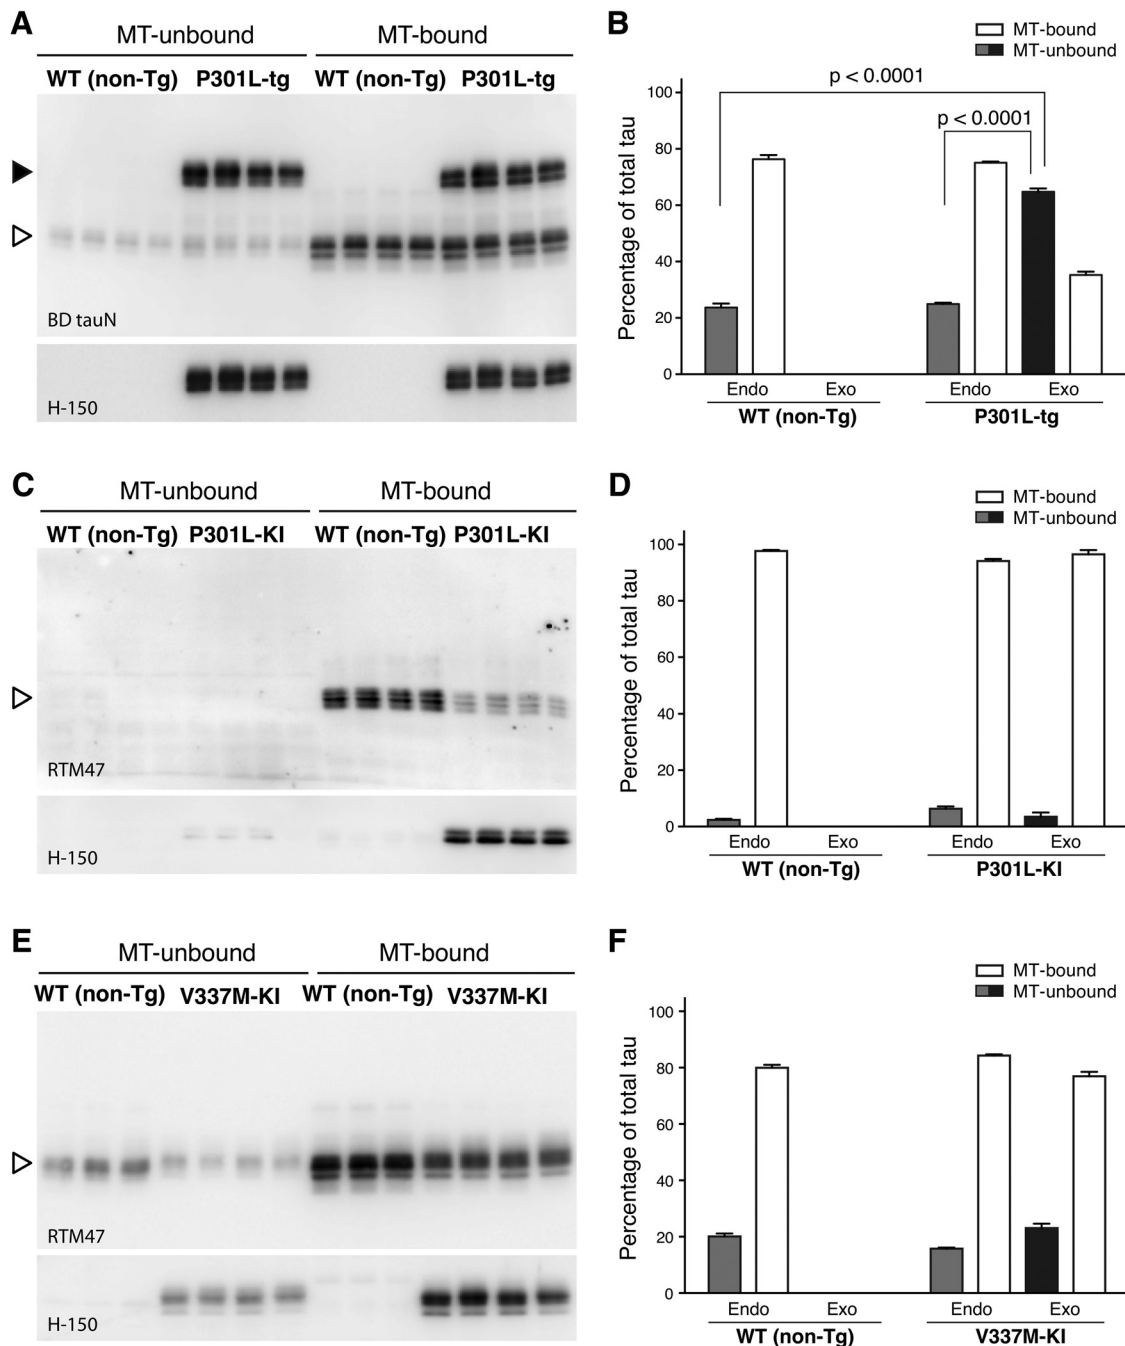 A
MT-unbound MT-bound
WT (non-Tg) P301L-tg WT (non-Tg) P301L-tg
BD tauN
H-150
B
MT-bound
MT-unbound
p < 0.0001
p < 0.0001
Percentage of total tau
100
80
60
40
20
0
Endo Exo Endo Exo
WT (non-Tg) P301L-tg
C
MT-unbound MT-bound
WT (non-Tg) P301L-KI WT (non-Tg) P301L-KI
RTM47
H-150
D
MT-bound
MT-unbound
Percentage of total tau
100
80
60
40
20
0
Endo Exo Endo Exo
WT (non-Tg) P301L-KI
E
MT-unbound MT-bound
WT (non-Tg) V337M-KI WT (non-Tg) V337M-KI
RTM47
H-150
F
MT-bound
MT-unbound
Percentage of total tau
100
80
60
40
20
0
Endo Exo Endo Exo
WT (non-Tg) V337M-KI